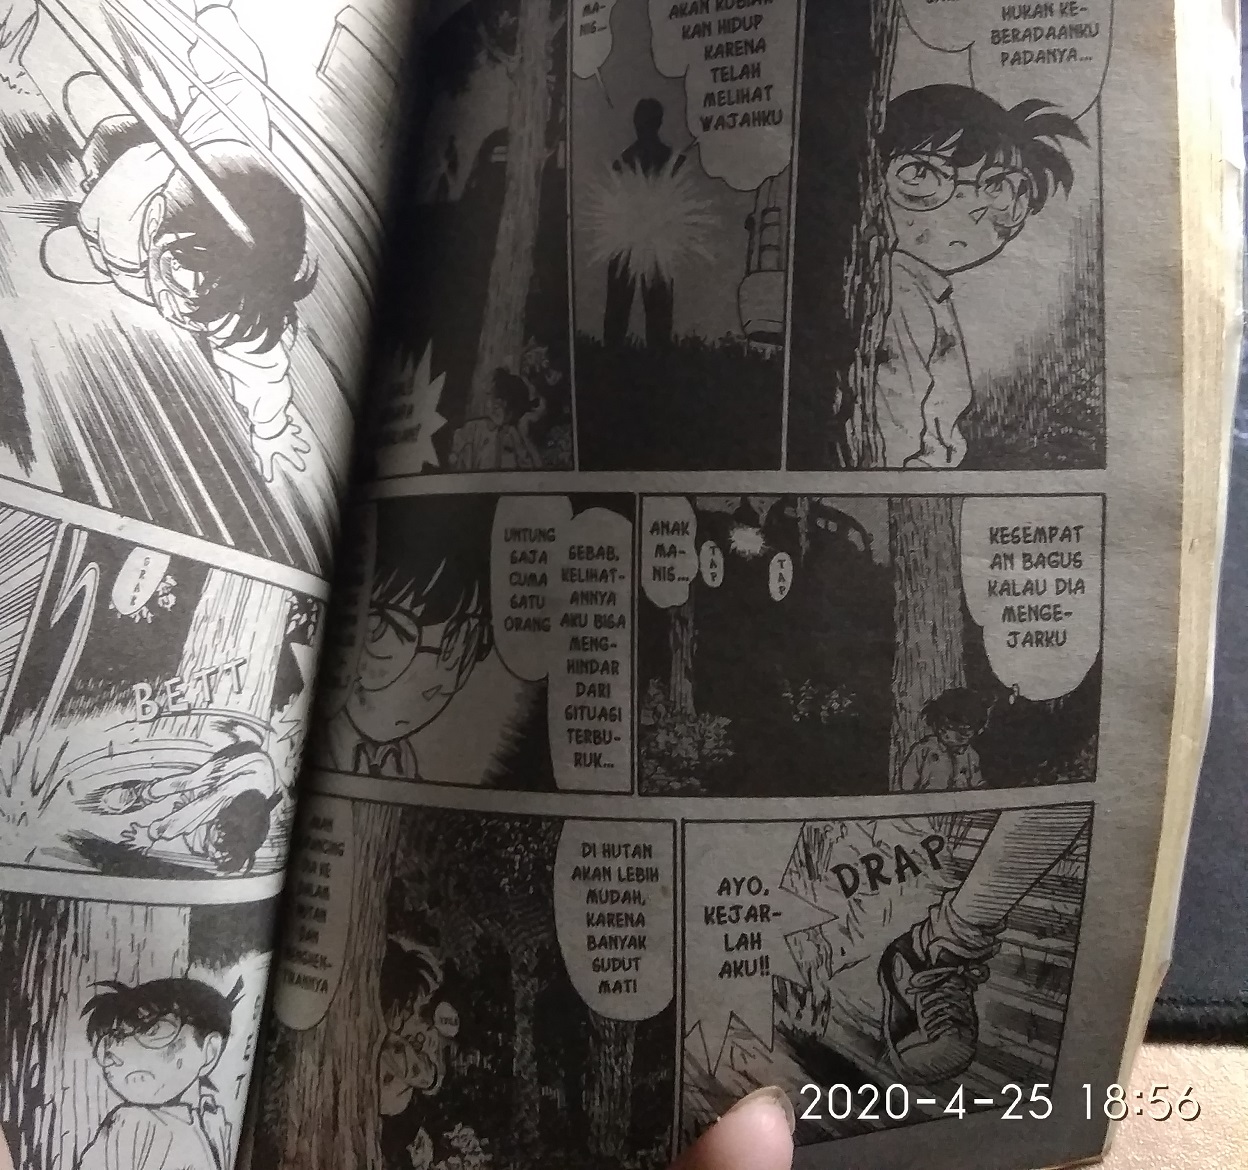 HUKAN KE-
BERADAANKU
PADANYA...
KAN HIDUP
KARENA
TELAH
MELIHAT
WAJAHKU
MA-
NIS...
KESEMPAT
AN BAGUS
KALAU DIA
MENGE-
JARKU
TAP
TAP
ANAK
MA-
NIS...
SEBAB,
KELIHAT-
ANNYA
AKU BISA
MENG-
HINDAR
DARI
SITUASI
TERBU-
RUK...
UNTUNG
SAJA
CUMA
SATU
ORANG
DRAP
AYO,
KEJAR-
LAH
AKU!!
DI HUTAN
AKAN LEBIH
MUDAH,
KARENA
BANYAK
SUDUT
MATI
BETT
2020-4-25 18:56